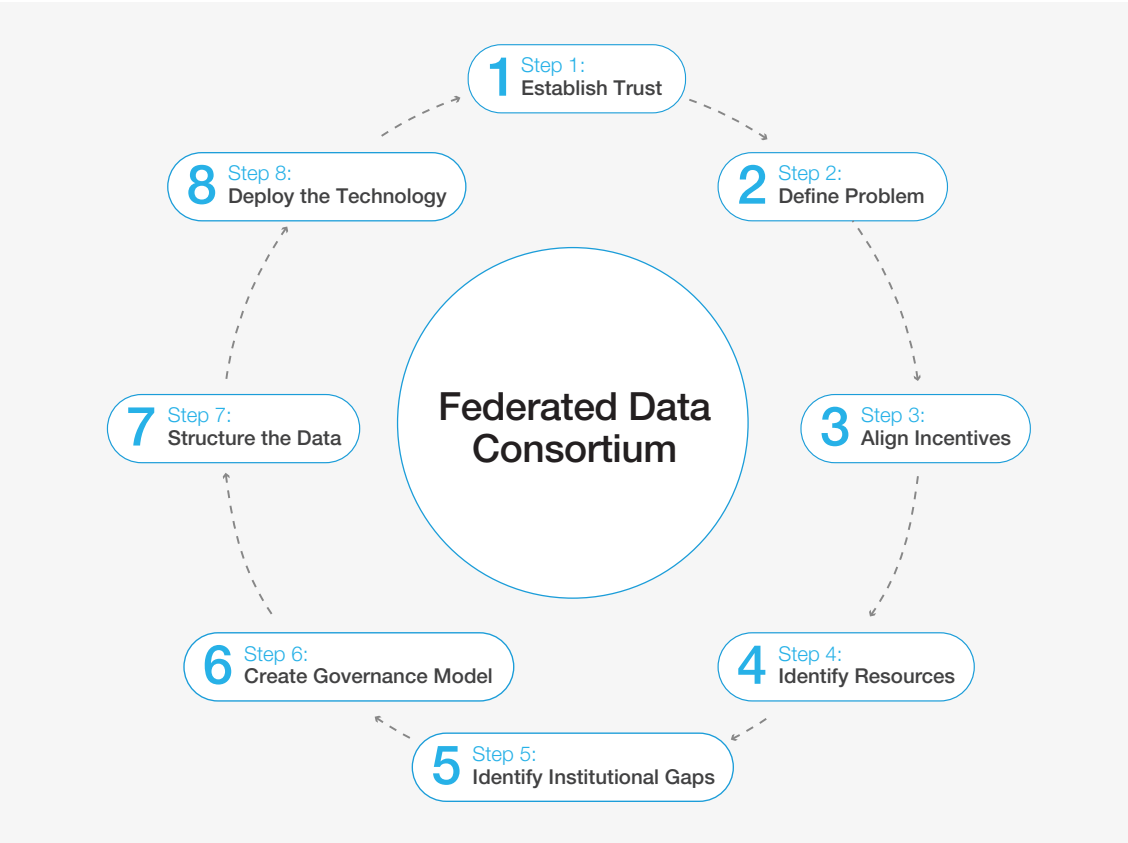 1
Step 1:
Establish Trust
2
Step 2:
Define Problem
3
Step 3:
Align Incentives
4
Step 4:
Identify Resources
5
Step 5:
Identify Institutional Gaps
6
Step 6:
Create Governance Model
7
Step 7:
Structure the Data
8
Step 8:
Deploy the Technology
Federated Data
Consortium